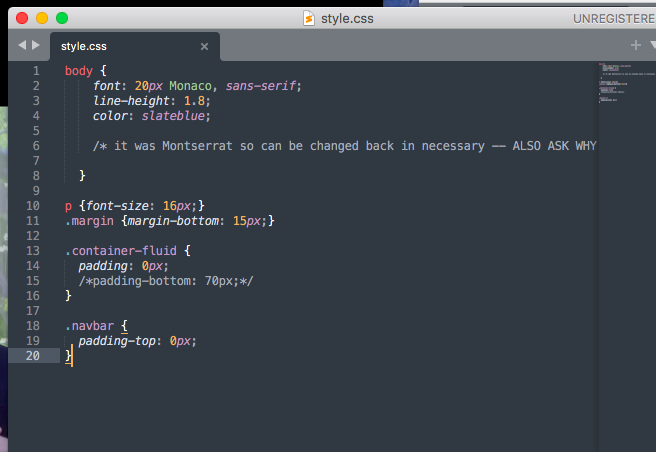 style.css
UNREGISTERE
style.css ×
1 body {
2 font: 20px Monaco, sans-serif;
3 line-height: 1.8;
4 color: slateblue;
5
6 /* it was Montserrat so can be changed back in necessary -- ALSO ASK WHY
7
8 }
9
10 p {font-size: 16px;}
11 .margin {margin-bottom: 15px;}
12
13 .container-fluid {
14 padding: 0px;
15 /*padding-bottom: 70px;*/
16 }
17
18 .navbar {
19 padding-top: 0px;
20 }